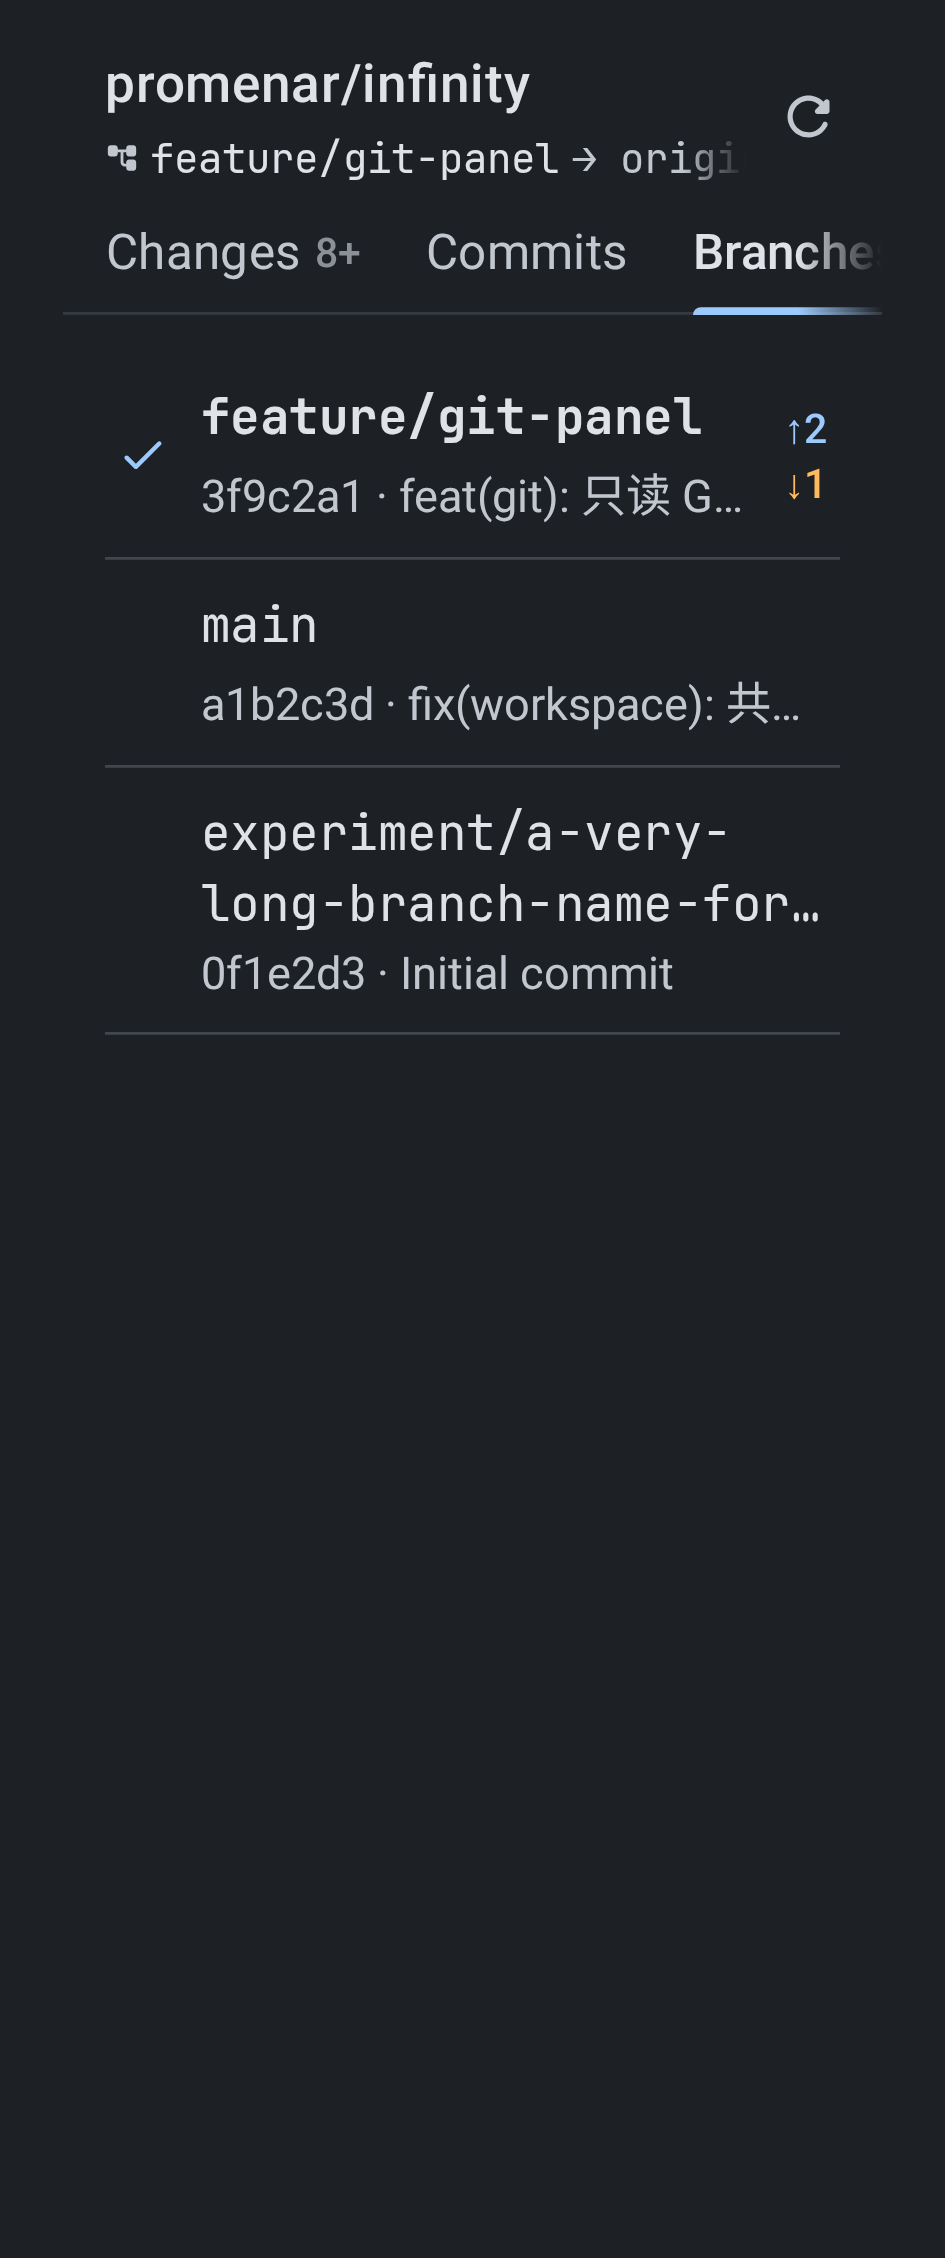 promenar/infinity
feature/git-panel → origi
Changes 8+ Commits Branche
feature/git-panel
↑2
3f9c2a1 · feat(git): 只读 G…
↓1
main
a1b2c3d · fix(workspace): 共…
experiment/a-very-
long-branch-name-for…
0f1e2d3 · Initial commit